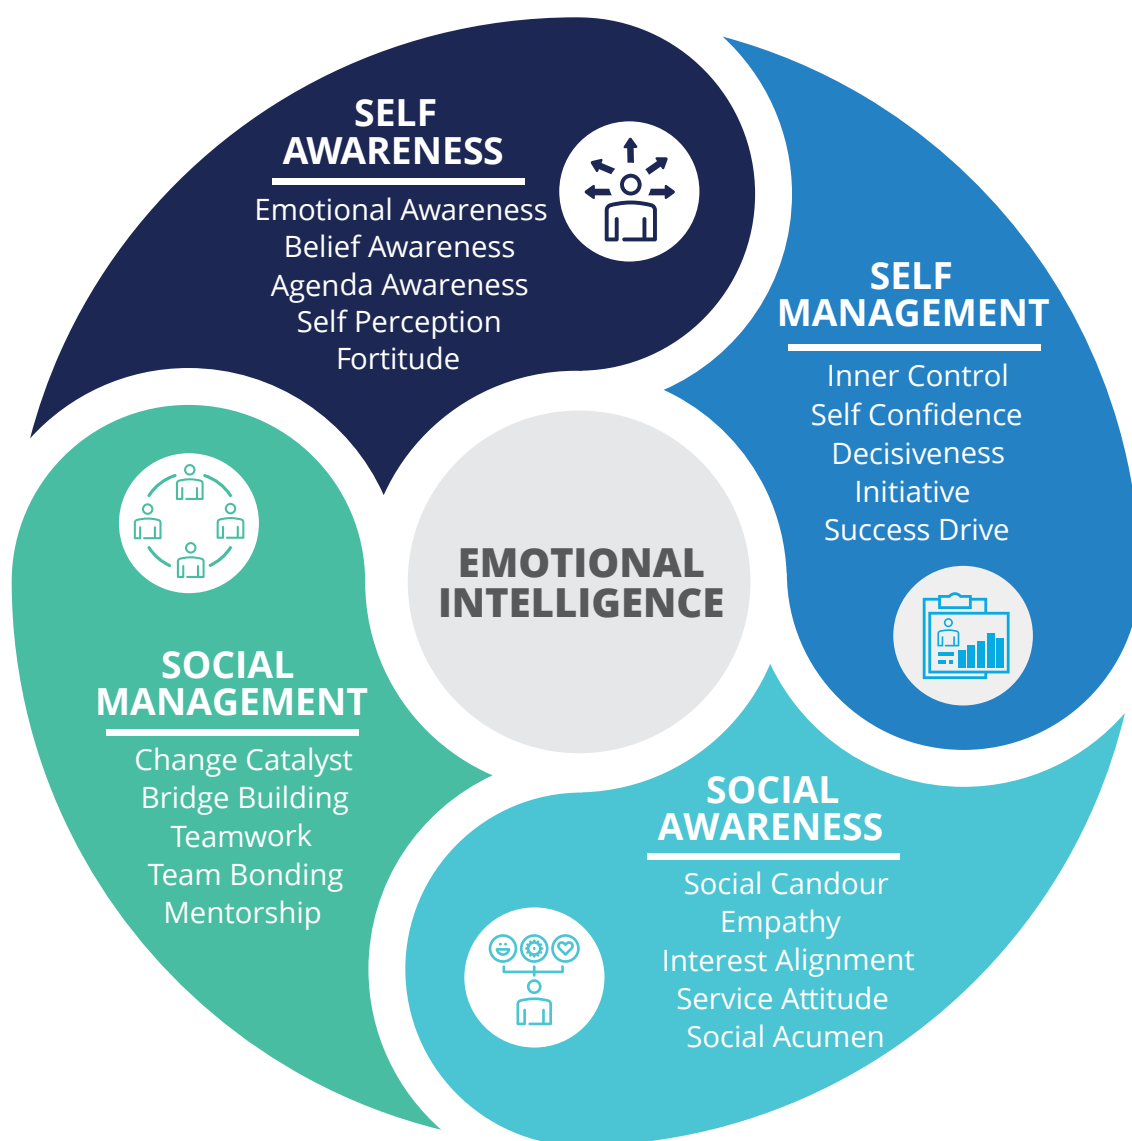 SELF
AWARENESS
Emotional Awareness
Belief Awareness
Agenda Awareness
Self Perception
Fortitude
SELF
MANAGEMENT
Inner Control
Self Confidence
Decisiveness
Initiative
Success Drive
EMOTIONAL
INTELLIGENCE
SOCIAL
MANAGEMENT
Change Catalyst
Bridge Building
Teamwork
Team Bonding
Mentorship
SOCIAL
AWARENESS
Social Candour
Empathy
Interest Alignment
Service Attitude
Social Acumen